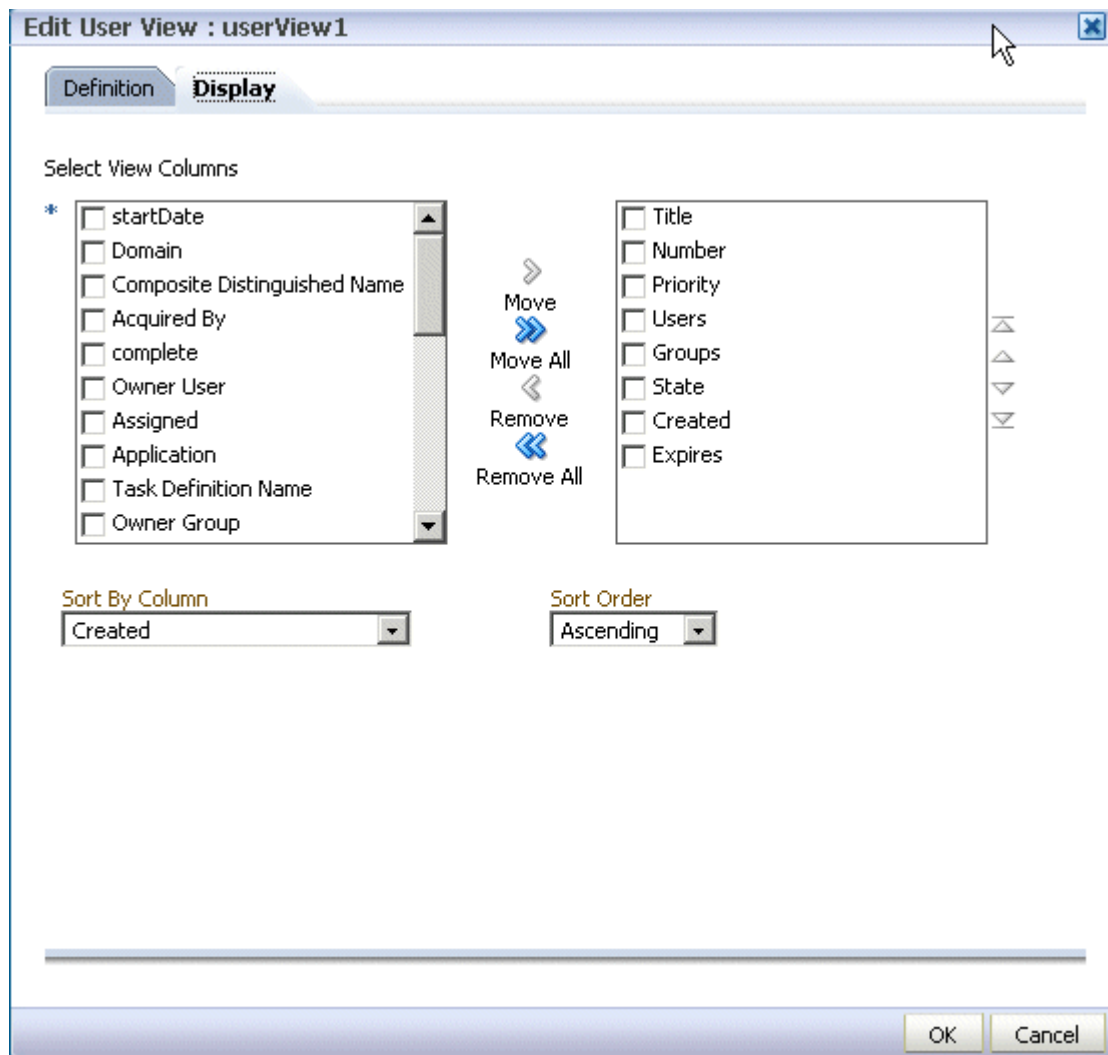 Edit User View : userView1
Definition
Display
Select View Columns
*
startDate
Domain
Composite Distinguished Name
Acquired By
complete
Owner User
Assigned
Application
Task Definition Name
Owner Group
Move
Move All
Remove
Remove All
Title
Number
Priority
Users
Groups
State
Created
Expires
Sort By Column
Created
Sort Order
Ascending
OK
Cancel